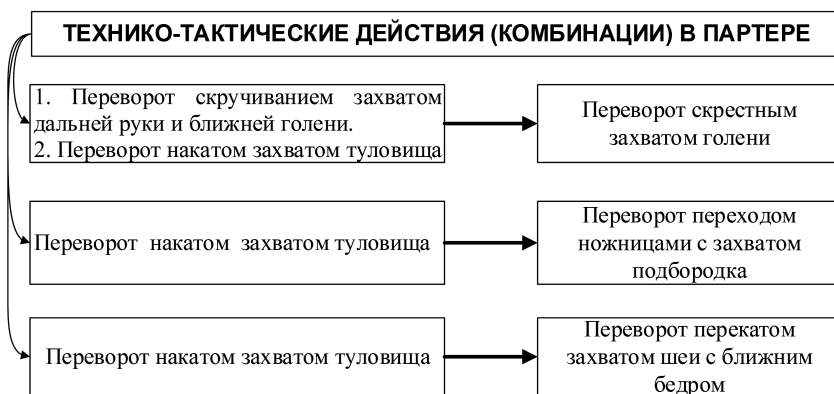 ТЕХНИКО-ТАКТИЧЕСКИЕ ДЕЙСТВИЯ (КОМБИНАЦИИ) В ПАРТЕРЕ
1. Переворот скручиванием захватом
дальней руки и ближней голени.
2. Переворот накатом захватом туловища
Переворот скрестным
захватом голени
Переворот накатом захватом туловища
Переворот переходом
ножницами с захватом
подбородка
Переворот накатом захватом туловища
Переворот перекатом
захватом шеи с ближним
бедром